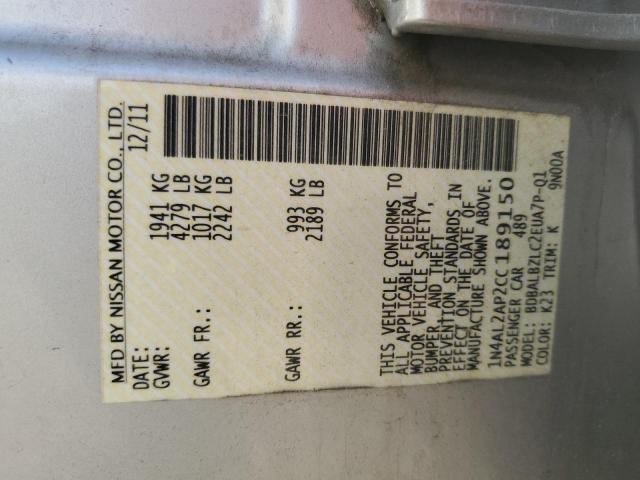 MFD BY NISSAN MOTOR CO., LTD.
DATE: 12/11
GVWR: 1941 KG
4279 LB
GAWR FR.: 1017 KG
2242 LB
GAWR RR.: 993 KG
2189 LB
THIS VEHICLE CONFORMS TO
ALL APPLICABLE FEDERAL
MOTOR VEHICLE SAFETY,
BUMPER, AND THEFT
PREVENTION STANDARDS IN
EFFECT ON THE DATE OF
MANUFACTURE SHOWN ABOVE.
1N4AL2AP2CC189150
PASSENGER CAR 489
MODEL: BDBALBZLC2EUA7P-Q1
COLOR: K23 TRIM: K 9N00A